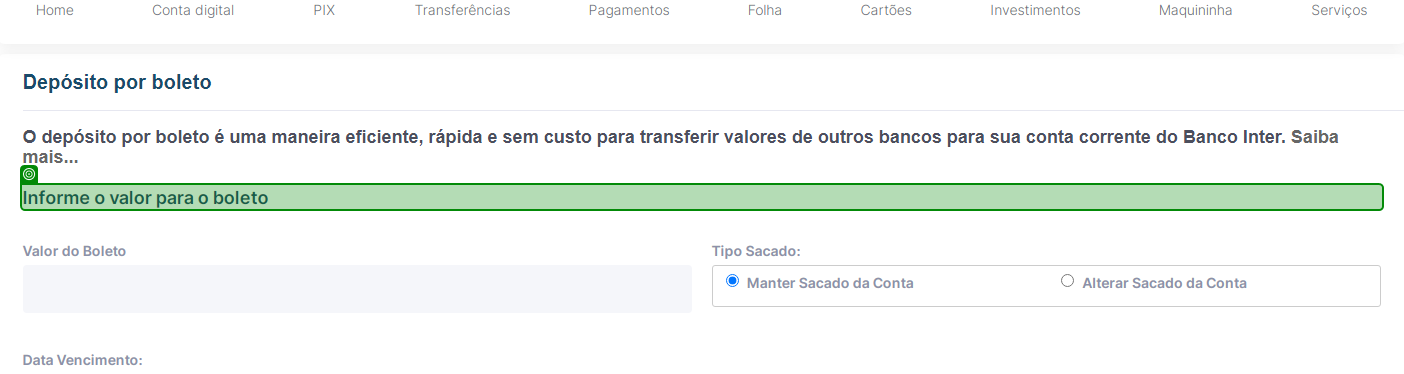 Home Conta digital PIX Transferências Pagamentos Folha Cartões Investimentos Maquininha Serviços
Depósito por boleto
O depósito por boleto é uma maneira eficiente, rápida e sem custo para transferir valores de outros bancos para sua conta corrente do Banco Inter. Saiba
mais...
Informe o valor para o boleto
Valor do Boleto Tipo Sacado:
Manter Sacado da Conta Alterar Sacado da Conta
Data Vencimento: